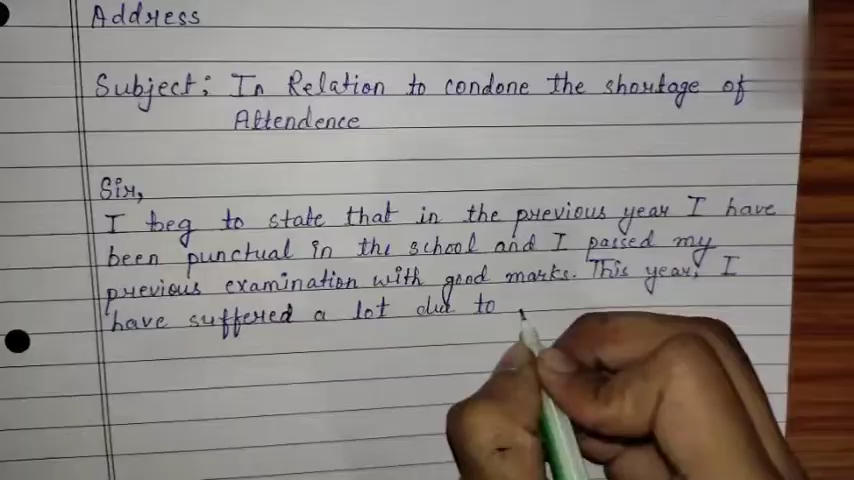 Address
Subject: In Relation to condone the shortage of
Attendence
Sir,
I beg to state that in the previous year I have
been punctual in the school and I passed my
previous examination with good marks. This year, I
have suffered a lot due to